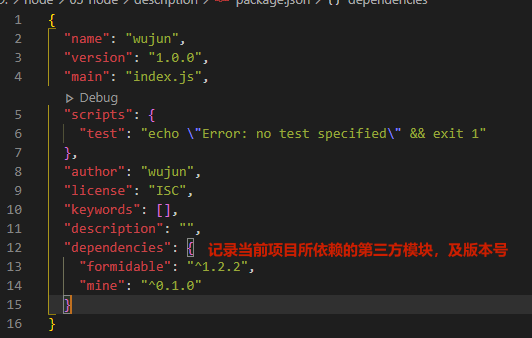 node > 03-node > description > package.json > {} dependencies
1 {
2 "name": "wujun",
3 "version": "1.0.0",
4 "main": "index.js",
Debug
5 "scripts": {
6 "test": "echo \"Error: no test specified\" && exit 1"
7 },
8 "author": "wujun",
9 "license": "ISC",
10 "keywords": [],
11 "description": "",
12 "dependencies": { 记录当前项目所依赖的第三方模块，及版本号
13 "formidable": "^1.2.2",
14 "mine": "^0.1.0"
15 }
16 }